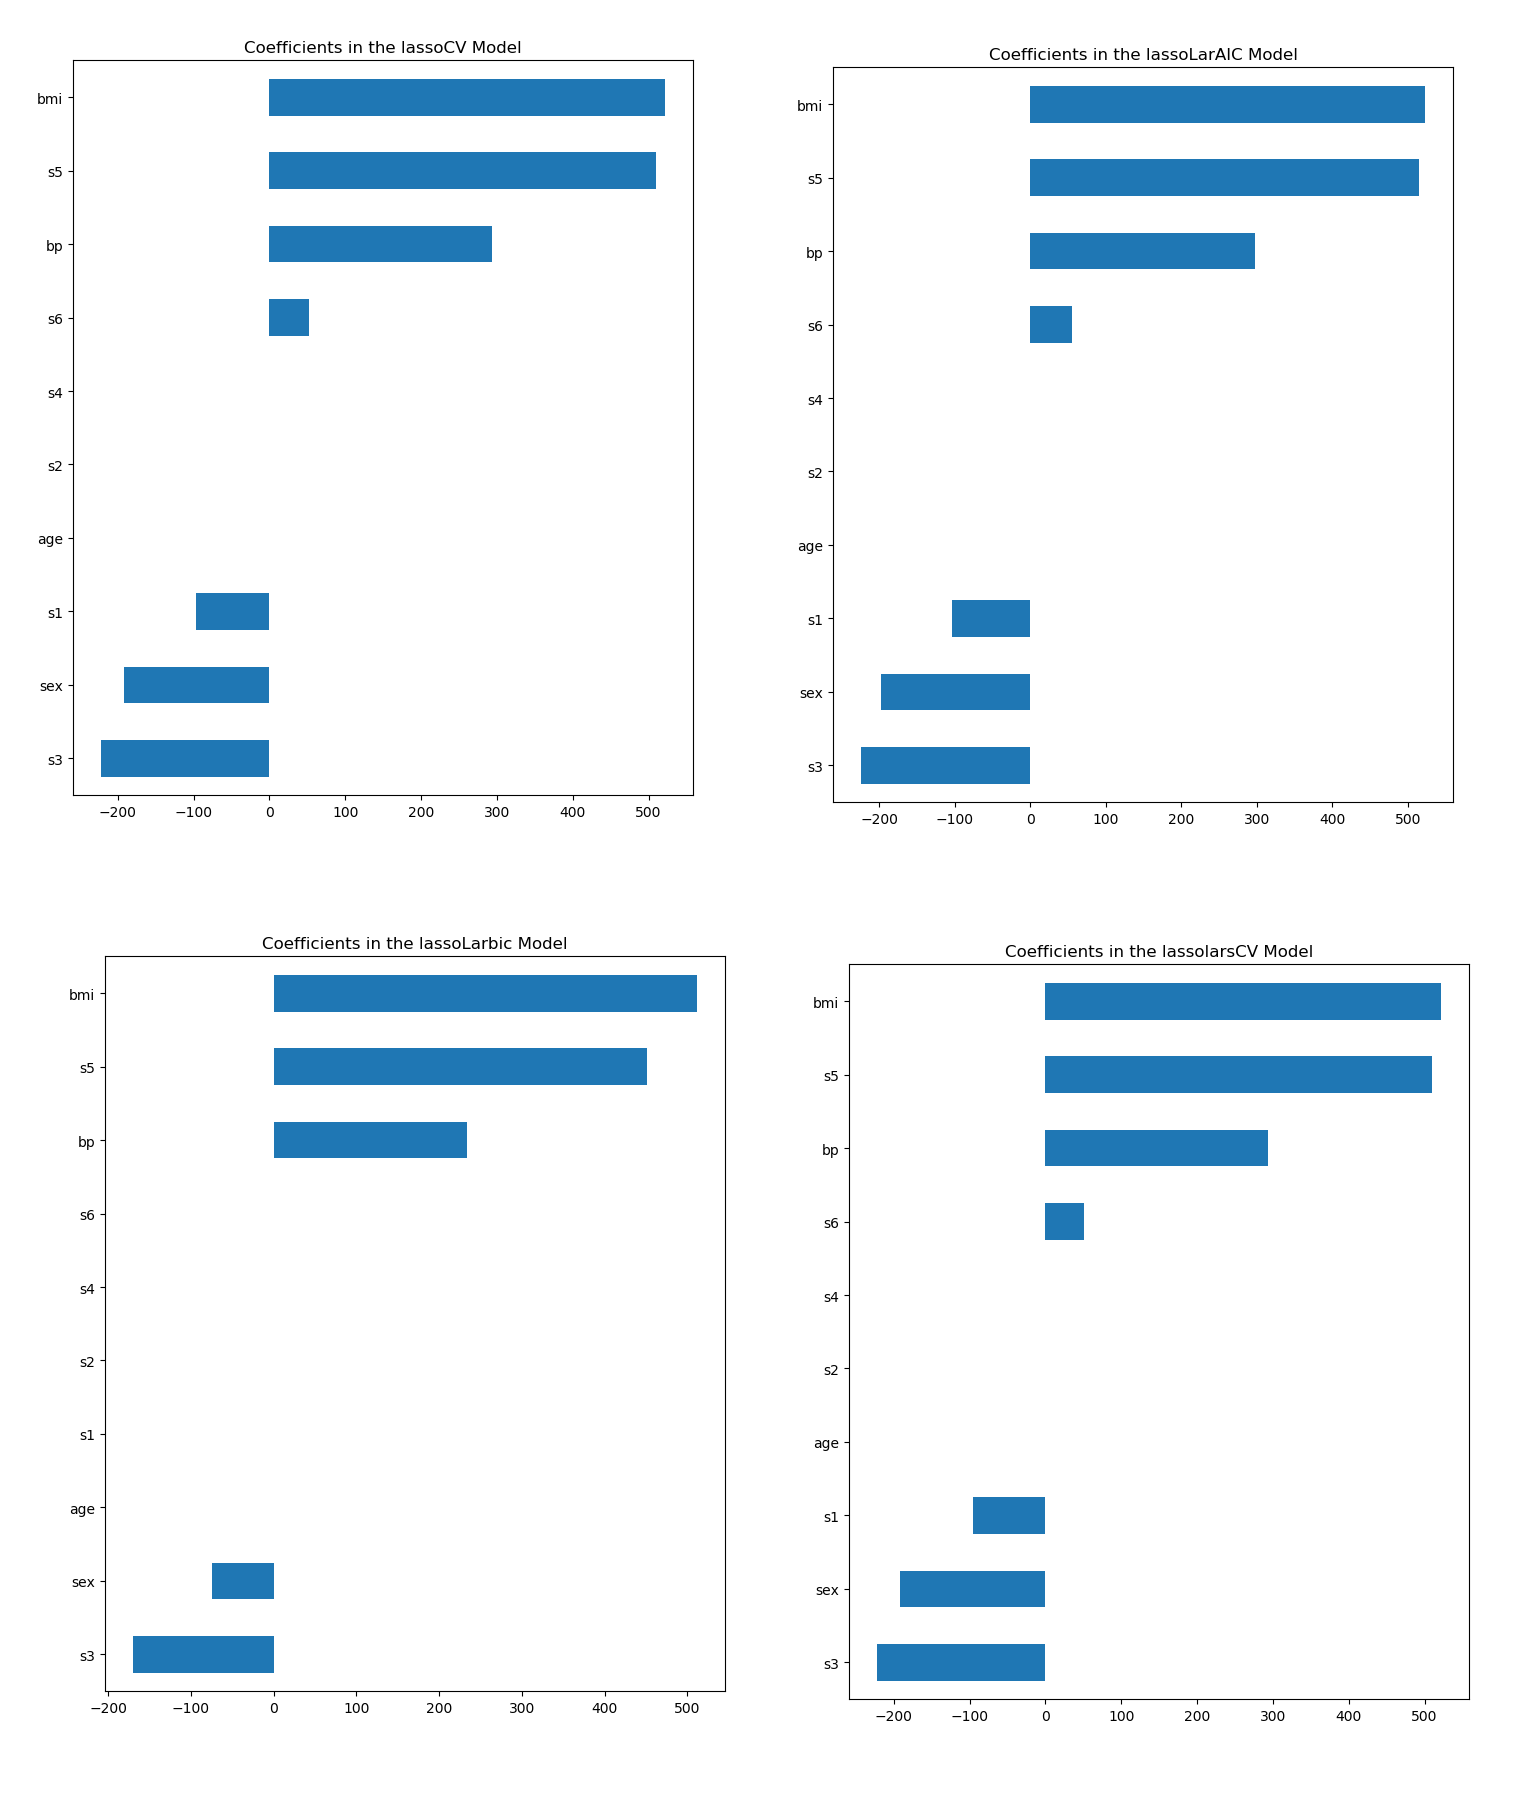 Coefficients in the lassoCV Model
bmi
s5
bp
s6
s4
s2
age
s1
sex
s3
−200 −100 0 100 200 300 400 500
Coefficients in the lassoLarAIC Model
bmi
s5
bp
s6
s4
s2
age
s1
sex
s3
−200 −100 0 100 200 300 400 500
Coefficients in the lassoLarbic Model
bmi
s5
bp
s6
s4
s2
s1
age
sex
s3
−200 −100 0 100 200 300 400 500
Coefficients in the lassolarsCV Model
bmi
s5
bp
s6
s4
s2
age
s1
sex
s3
−200 −100 0 100 200 300 400 500